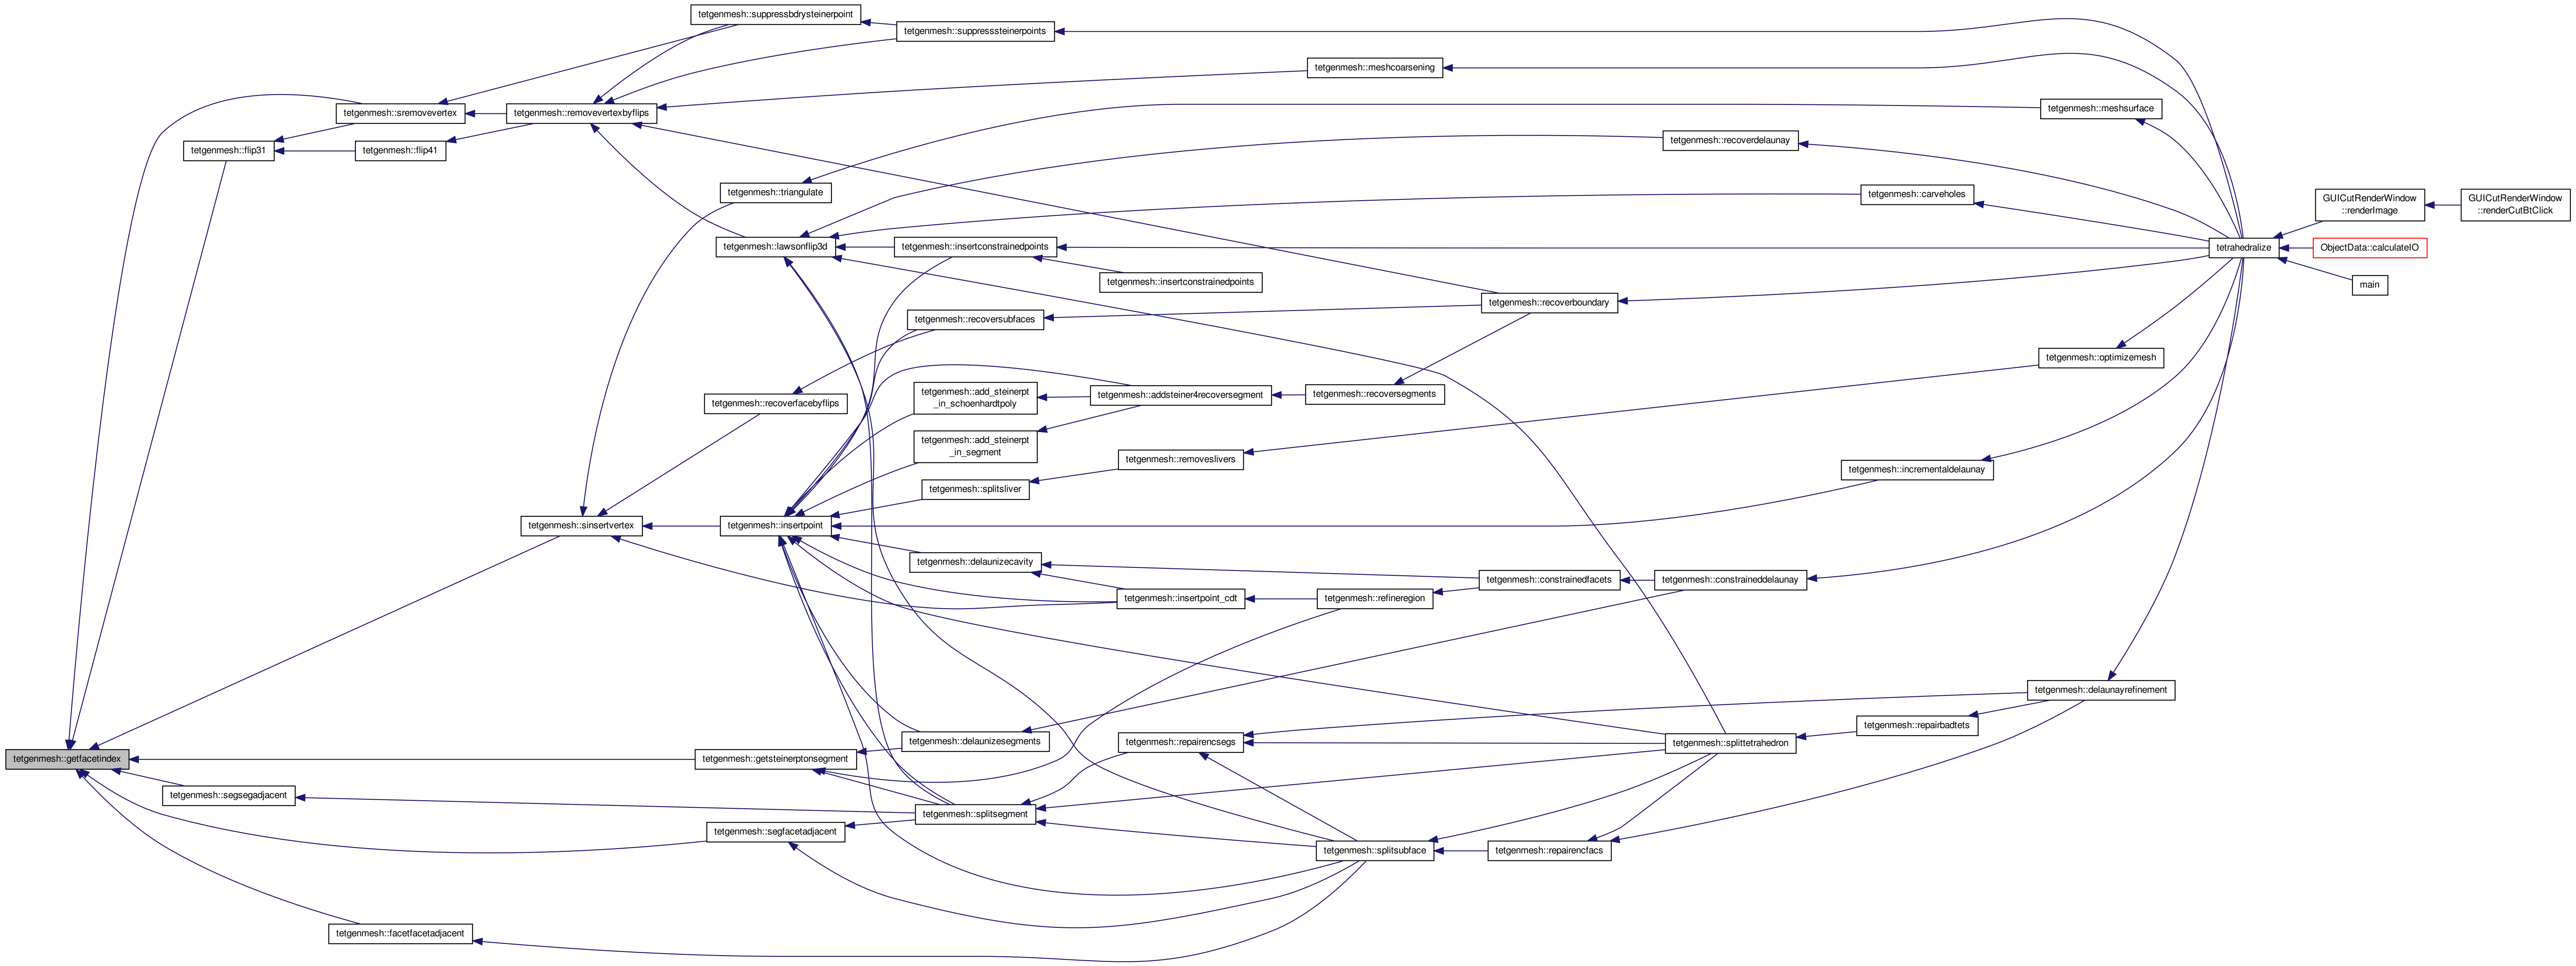 tetgenmesh::suppressbdrysteinerpoint
tetgenmesh::suppresssteinerpoints
tetgenmesh::meshcoarsening
tetgenmesh::sremovevertex
tetgenmesh::removevertexbyflips
tetgenmesh::meshsurface
tetgenmesh::flip31
tetgenmesh::flip41
tetgenmesh::recoverdelaunay
tetgenmesh::triangulate
tetgenmesh::carveholes
GUICutRenderWindow
::renderImage
GUICutRenderWindow
::renderCutBtClick
tetgenmesh::lawsonflip3d
tetgenmesh::insertconstrainedpoints
tetrahedralize
ObjectData::calculateIO
tetgenmesh::insertconstrainedpoints
main
tetgenmesh::recoverboundary
tetgenmesh::recoversubfaces
tetgenmesh::optimizemesh
tetgenmesh::recoverfacebyflips
tetgenmesh::add_steinerpt
_in_schoenhardtpoly
tetgenmesh::addsteiner4recoversegment
tetgenmesh::recoversegments
tetgenmesh::add_steinerpt
_in_segment
tetgenmesh::removeslivers
tetgenmesh::incrementaldelaunay
tetgenmesh::splitsliver
tetgenmesh::sinsertvertex
tetgenmesh::insertpoint
tetgenmesh::delaunizecavity
tetgenmesh::constrainedfacets
tetgenmesh::constraineddelaunay
tetgenmesh::insertpoint_cdt
tetgenmesh::refineregion
tetgenmesh::delaunayrefinement
tetgenmesh::repairbadtets
tetgenmesh::delaunizesegments
tetgenmesh::repairencsegs
tetgenmesh::splittetrahedron
tetgenmesh::getfacetindex
tetgenmesh::getsteinerptonsegment
tetgenmesh::segsegadjacent
tetgenmesh::splitsegment
tetgenmesh::segfacetadjacent
tetgenmesh::splitsubface
tetgenmesh::repairencfacs
tetgenmesh::facetfacetadjacent